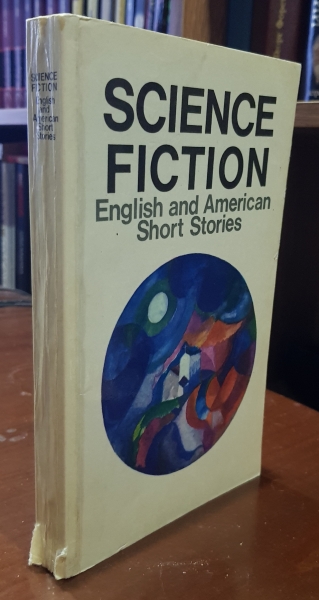 SCIENCE
FICTION
English
and
American
Short
Stories
SCIENCE
FICTION
English and American
Short Stories